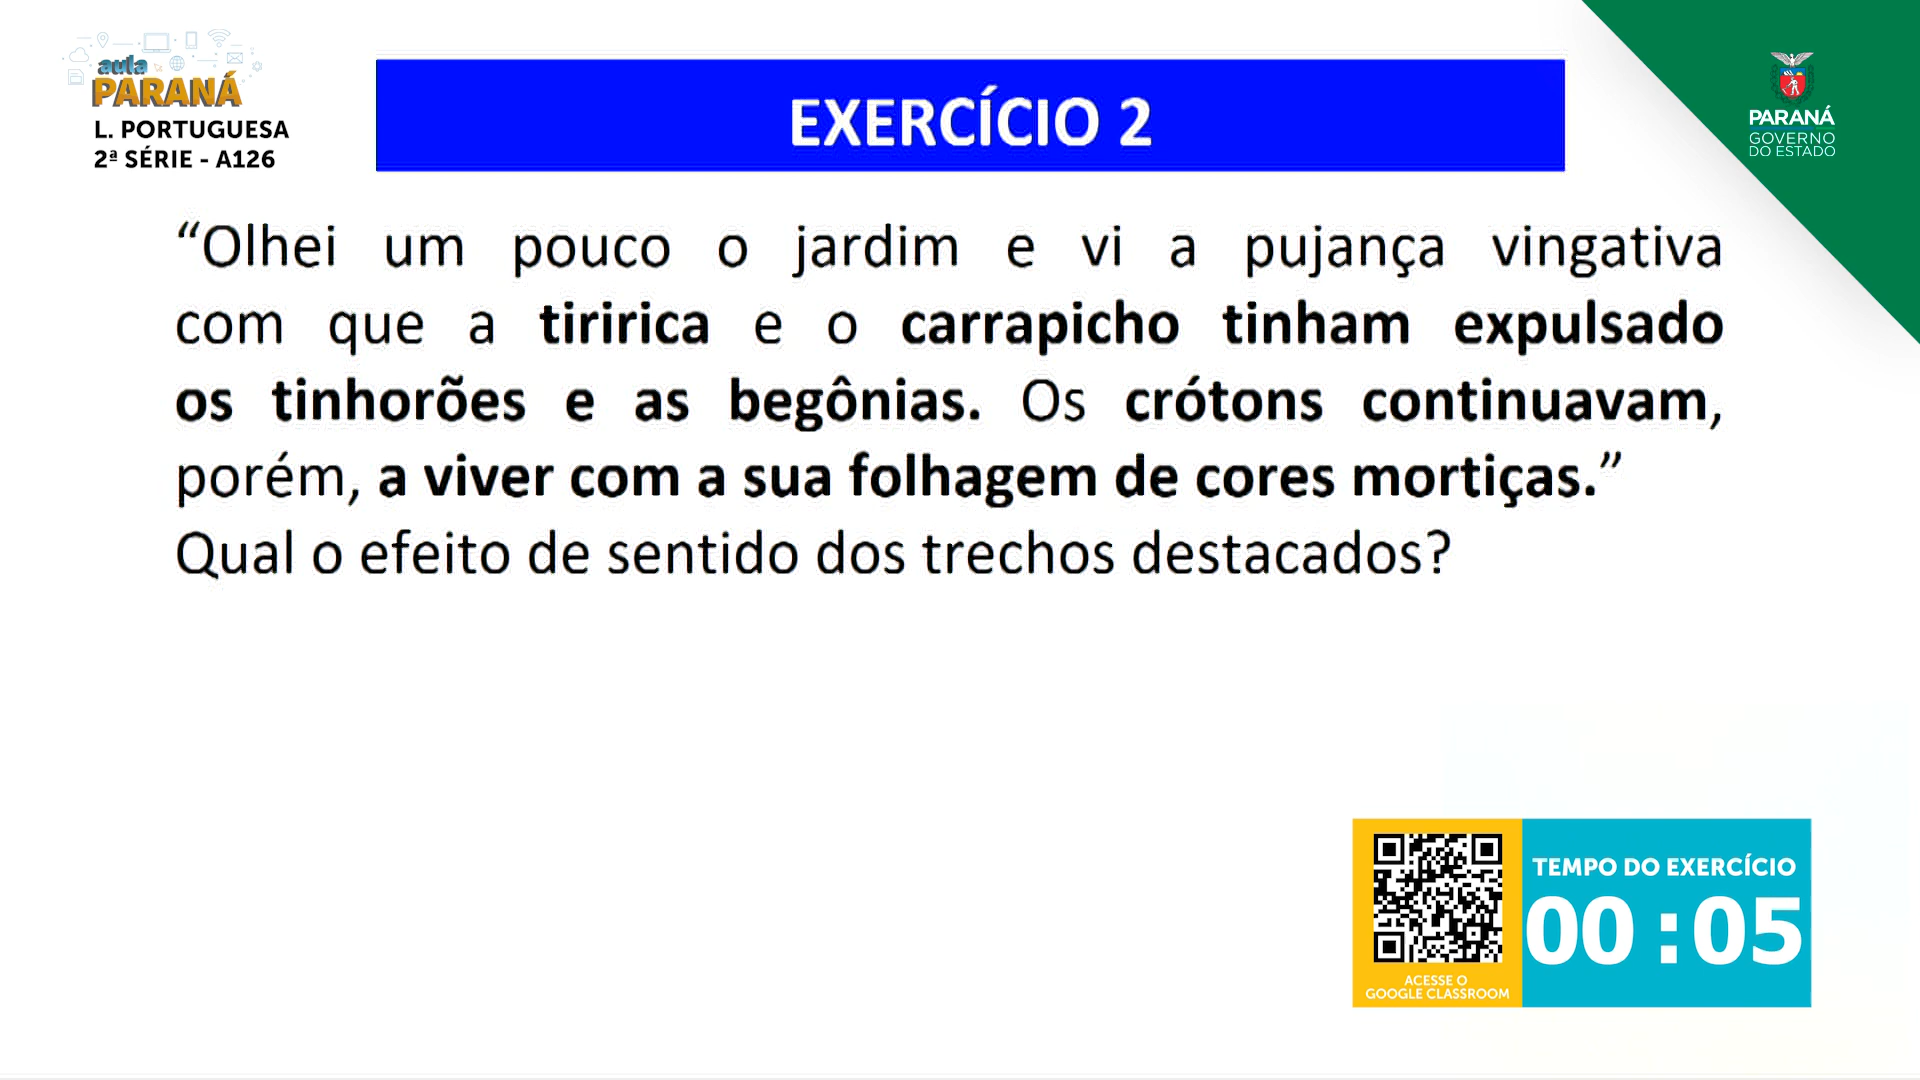 aula
PARANÁ
L. PORTUGUESA
2ª SÉRIE - A126
EXERCÍCIO 2
PARANÁ
GOVERNO
DO ESTADO
“Olhei um pouco o jardim e vi a pujança vingativa
com que a tiririca e o carrapicho tinham expulsado
os tinhorões e as begônias. Os crótons continuavam,
porém, a viver com a sua folhagem de cores mortiças.”
Qual o efeito de sentido dos trechos destacados?
TEMPO DO EXERCÍCIO
00:05
ACESSE O
GOOGLE CLASSROOM